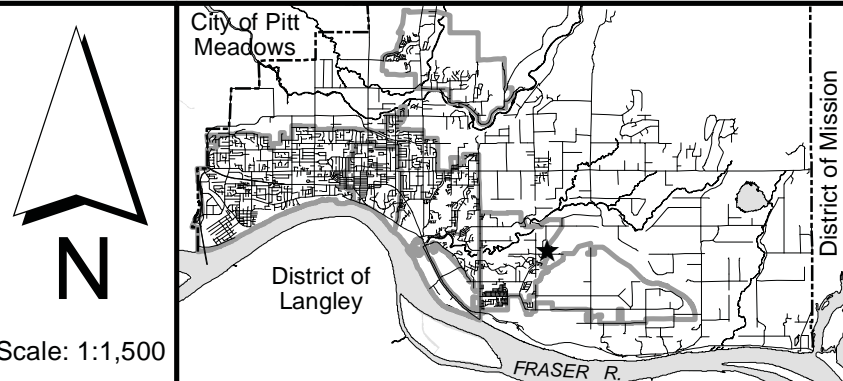 City of Pitt
Meadows
District of Mission
District of
Langley
N
Scale: 1:1,500
FRASER R.